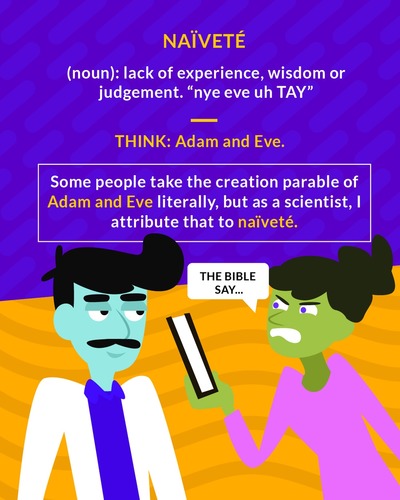 NAÏVETÉ
(noun): lack of experience, wisdom or
judgement. “nye eve uh TAY”
THINK: Adam and Eve.
Some people take the creation parable of
Adam and Eve literally, but as a scientist, I
attribute that to naïveté.
THE BIBLE
SAY...